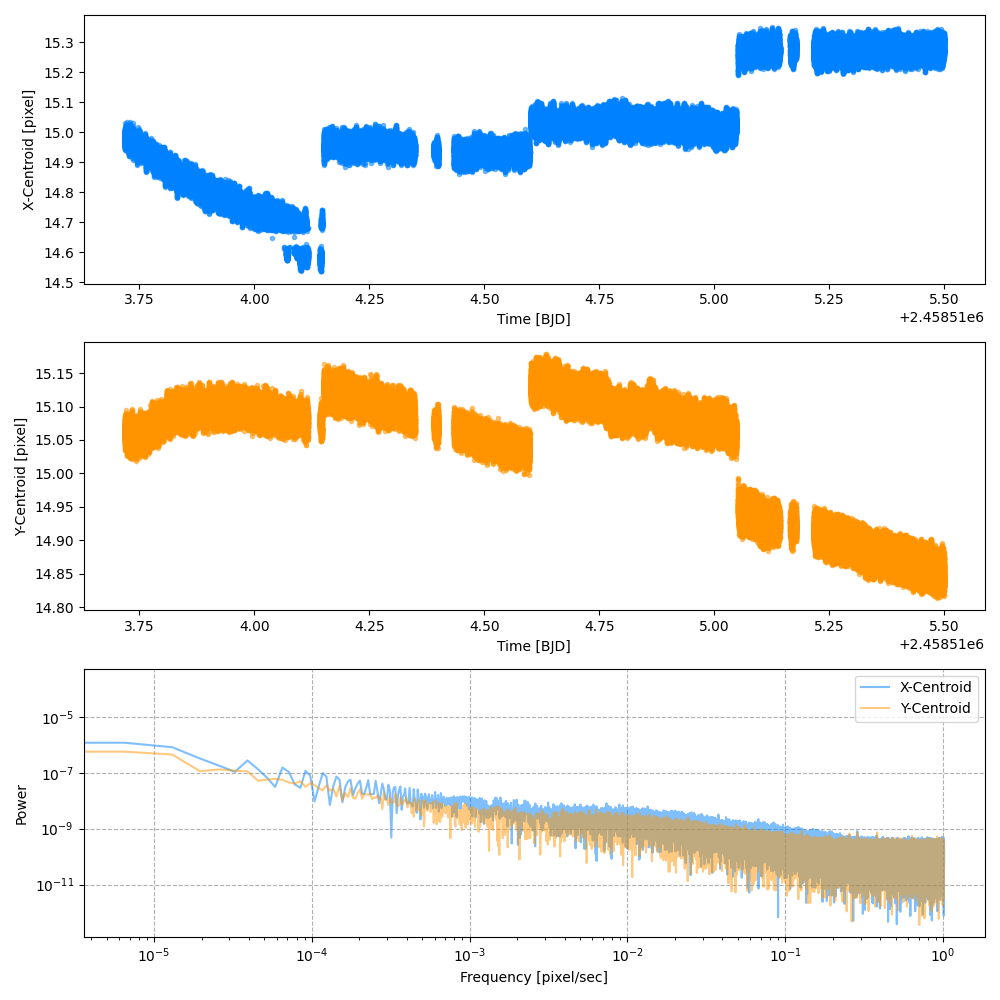 X-Centroid [pixel]
15.3
15.2
15.1
15.0
14.9
14.8
14.7
14.6
14.5
3.75 4.00 4.25 4.50 4.75 5.00 5.25 5.50
Time [BJD]
+2.45851e6
Y-Centroid [pixel]
15.15
15.10
15.05
15.00
14.95
14.90
14.85
14.80
3.75 4.00 4.25 4.50 4.75 5.00 5.25 5.50
Time [BJD]
+2.45851e6
X-Centroid
Y-Centroid
Power
10⁻⁵
10⁻⁷
10⁻⁹
10⁻¹¹
10⁻⁵ 10⁻⁴ 10⁻³ 10⁻² 10⁻¹ 10⁰
Frequency [pixel/sec]